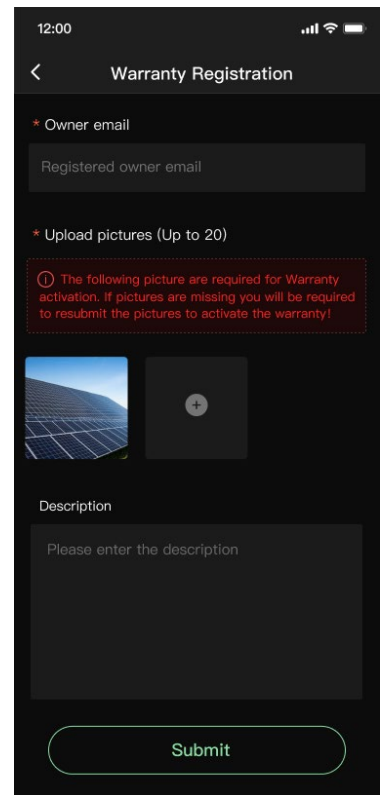 12:00
Warranty Registration
* Owner email
Registered owner email
* Upload pictures (Up to 20)
The following picture are required for Warranty
activation. If pictures are missing you will be required
to resubmit the pictures to activate the warranty!
Description
Please enter the description
Submit